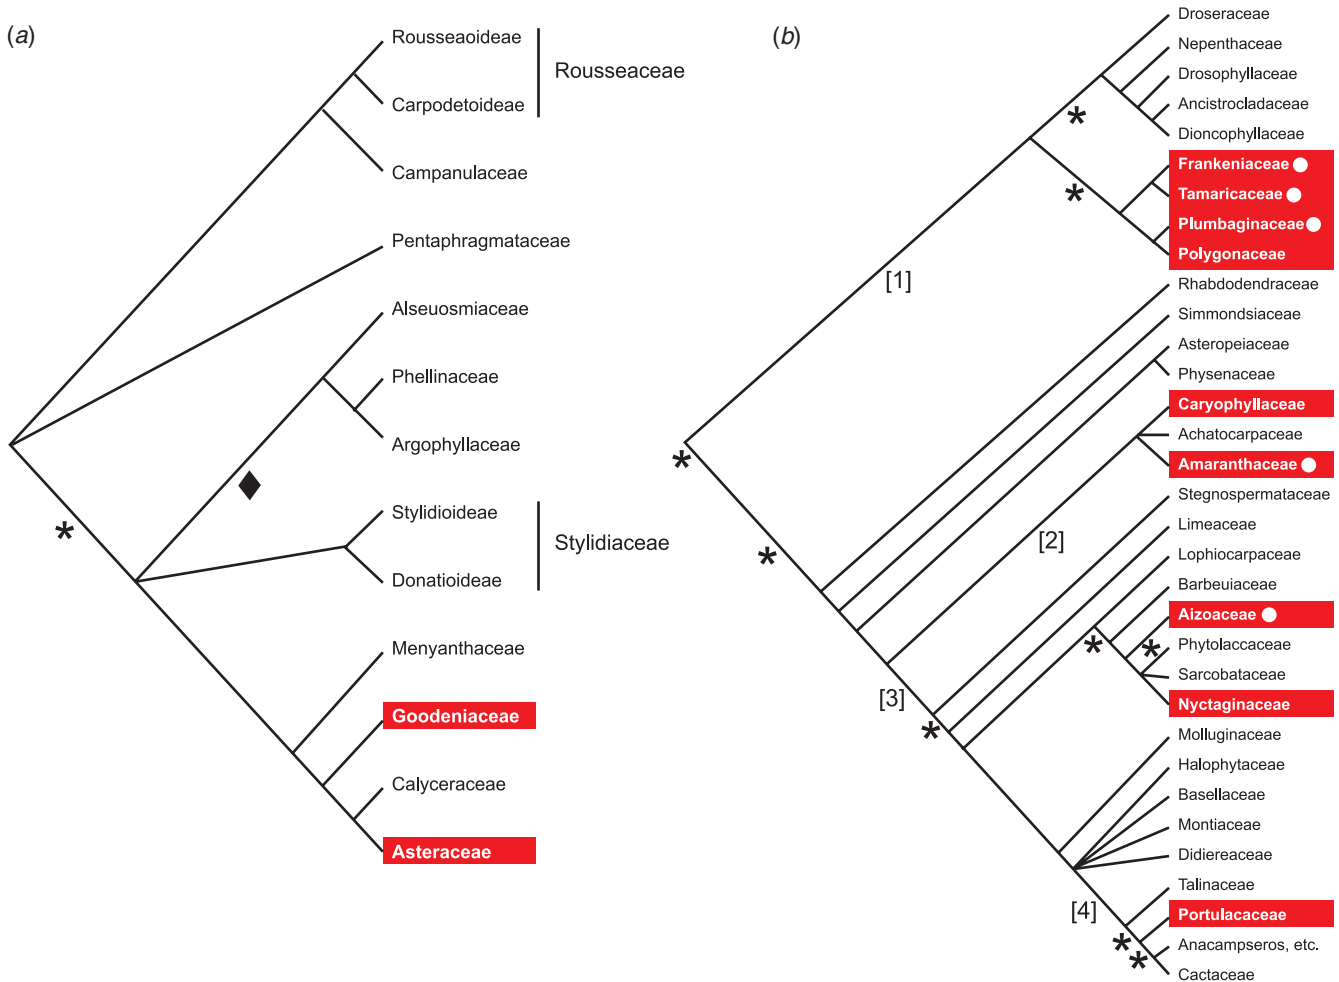 (a)
Rousseaoideae
Rousseaceae
Carpodetoideae
Campanulaceae
Pentaphragmataceae
Alseuosmiaceae
Phellinaceae
Argophyllaceae
Stylidioideae
Stylidiaceae
Donatioideae
Menyanthaceae
Goodeniaceae
Calyceraceae
Asteraceae
*
(b)
Droseraceae
Nepenthaceae
Drosophyllaceae
Ancistrocladaceae
Dioncophyllaceae
Frankeniaceae
Tamaricaceae
Plumbaginaceae
Polygonaceae
Rhabdodendraceae
Simmondsiaceae
Asteropeiaceae
Physenaceae
Caryophyllaceae
Achatocarpaceae
Amaranthaceae
Stegnospermataceae
Limeaceae
Lophiocarpaceae
Barbeuiaceae
Aizoaceae
Phytolaccaceae
Sarcobataceae
Nyctaginaceae
Molluginaceae
Halophytaceae
Basellaceae
Montiaceae
Didiereaceae
Talinaceae
Portulacaceae
Anacampseros, etc.
Cactaceae
*
*
[1]
*
*
[2]
*
*
[3]
*
[4]
*
*